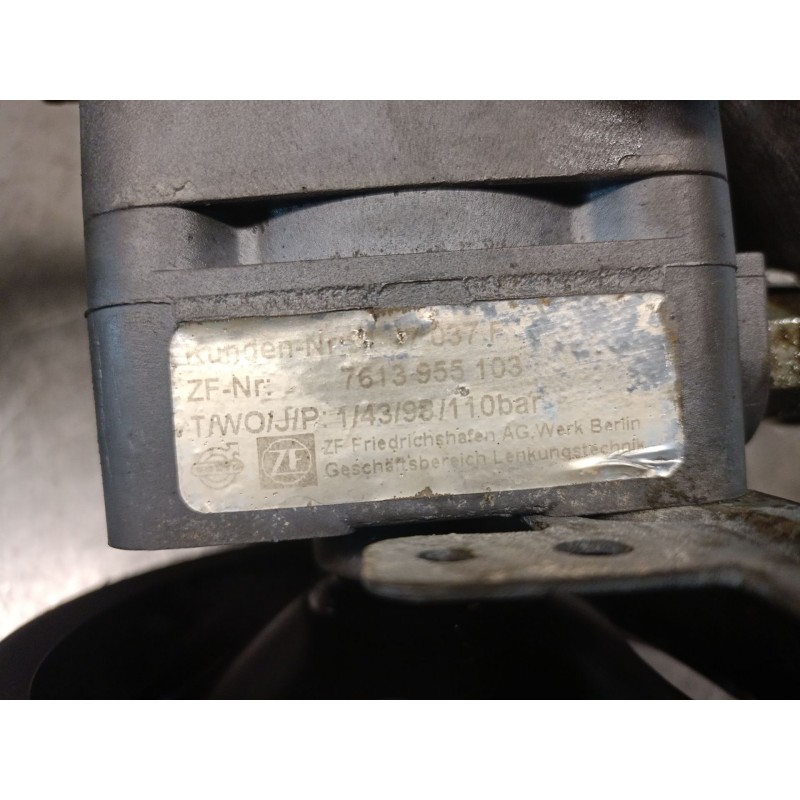 Kunden-Nr 037 F
ZF-Nr: 7613 955 103
T/WO/J/P: 1/43/98/110bar
ZF ZF Friedrichshafen AG, Werk Berlin
Geschäftsbereich Lenkungstechnik